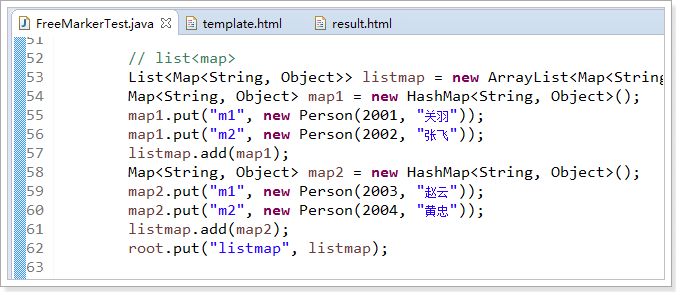 FreeMarkerTest.java template.html result.html
51
52 // list<map>
53 List<Map<String, Object>> listmap = new ArrayList<Map<String
54 Map<String, Object> map1 = new HashMap<String, Object>();
55 map1.put("m1", new Person(2001, "关羽"));
56 map1.put("m2", new Person(2002, "张飞"));
57 listmap.add(map1);
58 Map<String, Object> map2 = new HashMap<String, Object>();
59 map2.put("m1", new Person(2003, "赵云"));
60 map2.put("m2", new Person(2004, "黄忠"));
61 listmap.add(map2);
62 root.put("listmap", listmap);
63